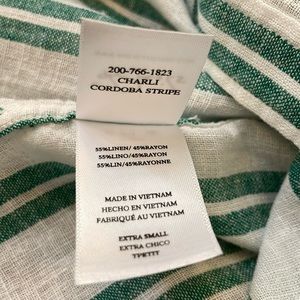 200-766-1823
CHARLI
CORDOBA STRIPE
55%LINEN/ 45%RAYON
55%LINO/ 45%RAYON
55%LIN/ 45%RAYONNE
MADE IN VIETNAM
HECHO EN VIETNAM
FABRIQUÉ AU VIETNAM
EXTRA SMALL
EXTRA CHICO